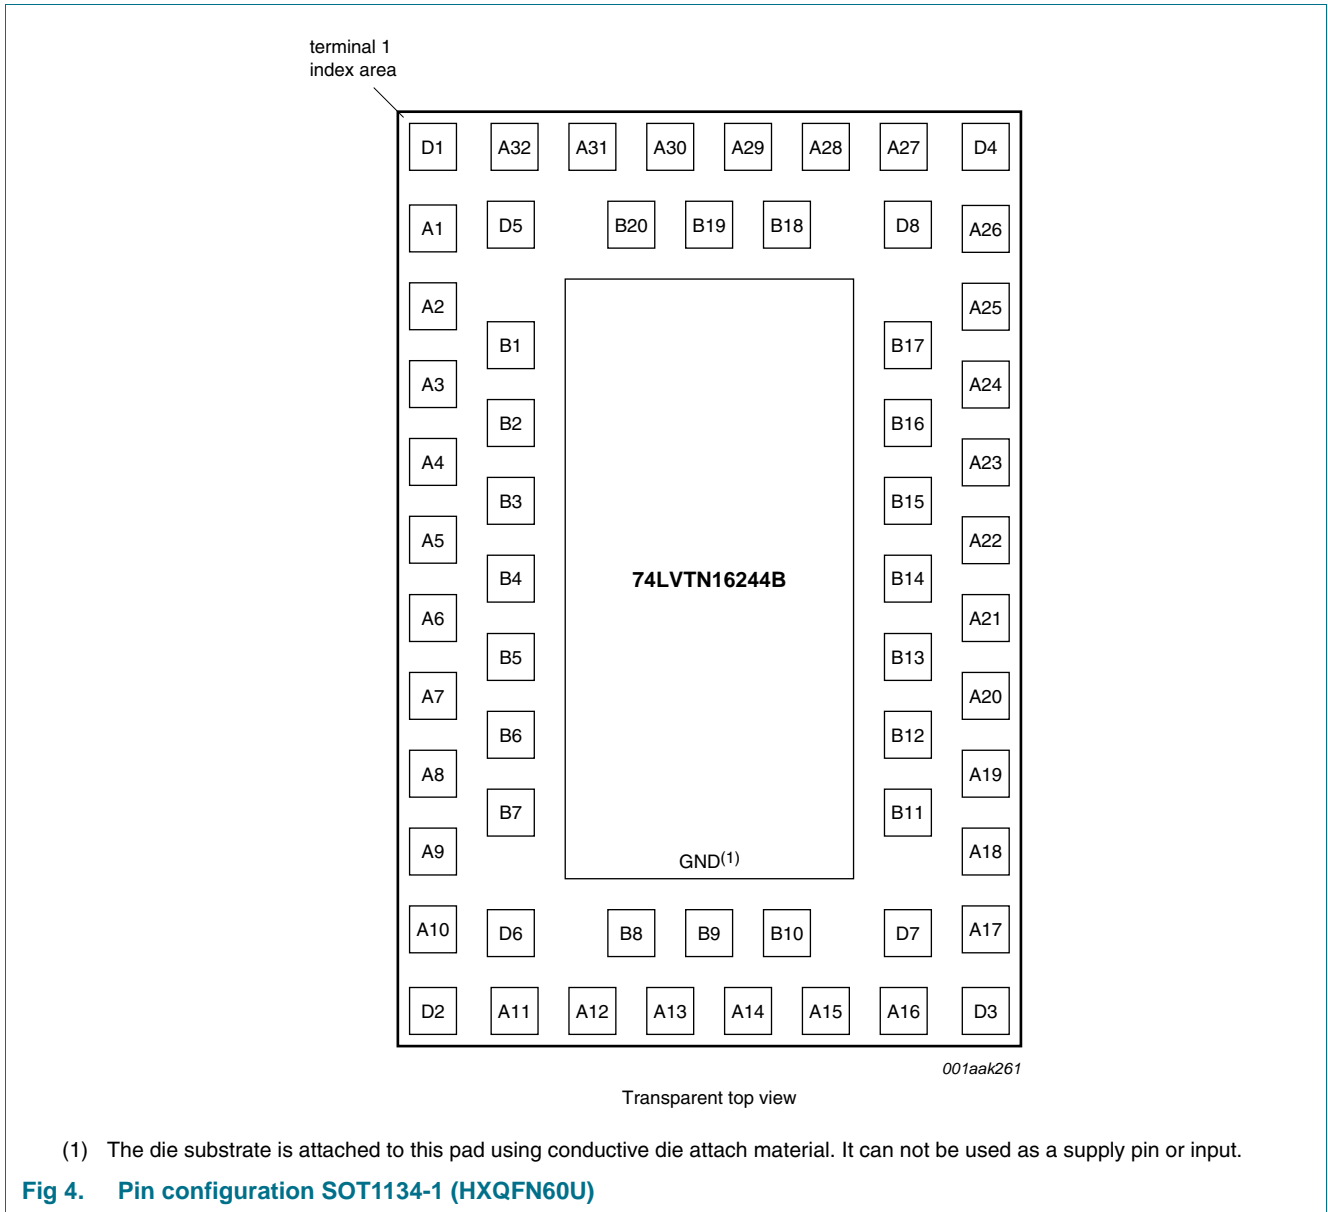 terminal 1
index area
D1 A32 A31 A30 A29 A28 A27 D4
A1 D5 B20 B19 B18 D8 A26
A2 A25
B1 B17
A3 A24
B2 B16
A4 A23
B3 B15
A5 A22
B4 74LVTN16244B B14
A6 A21
B5 B13
A7 A20
B6 B12
A8 A19
B7 B11
A9 GND(1) A18
A10 D6 B8 B9 B10 D7 A17
D2 A11 A12 A13 A14 A15 A16 D3
001aak261
Transparent top view
(1) The die substrate is attached to this pad using conductive die attach material. It can not be used as a supply pin or input.
Fig 4. Pin configuration SOT1134-1 (HXQFN60U)